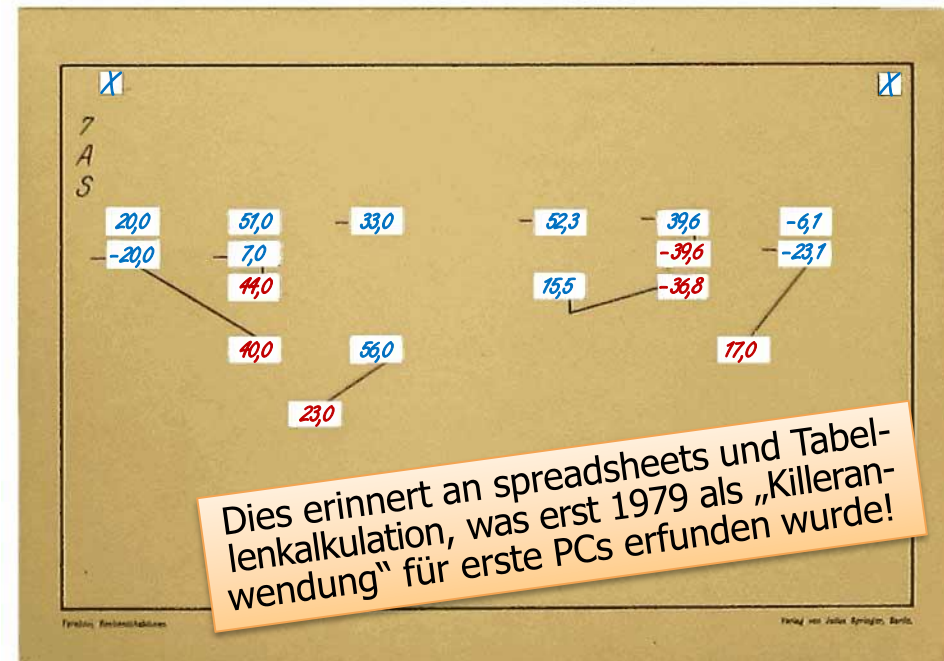 X X
7
A
S
20,0 51,0 – 33,0 – 52,3 – 39,6 -6,1
– -20,0 – 7,0 -39,6 – -23,1
44,0 15,5 -36,8
40,0 56,0 17,0
23,0
Dies erinnert an spreadsheets und Tabel-
lenkalkulation, was erst 1979 als „Killeran-
wendung“ für erste PCs erfunden wurde!
Verlag von Julius Springer, Berlin.